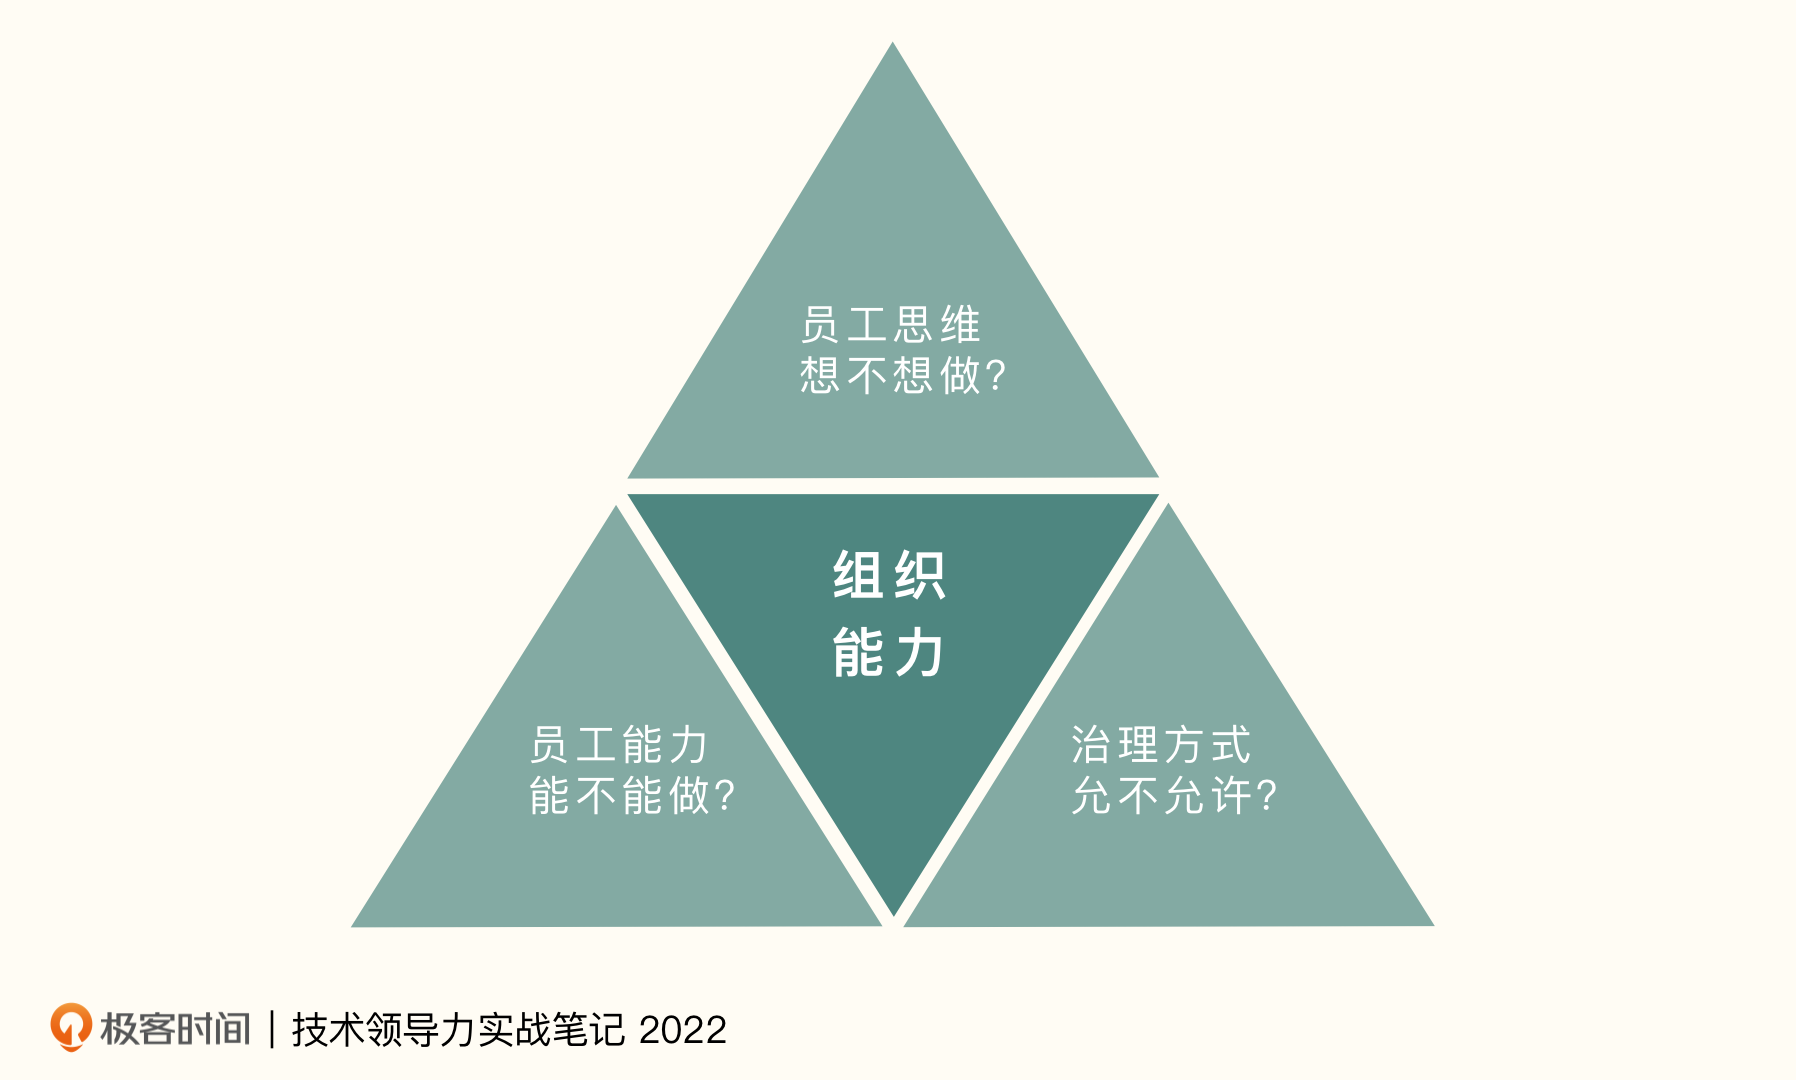 员工思维
想不想做?
组织
能力
员工能力
能不能做?
治理方式
允不允许?
极客时间 | 技术领导力实战笔记 2022